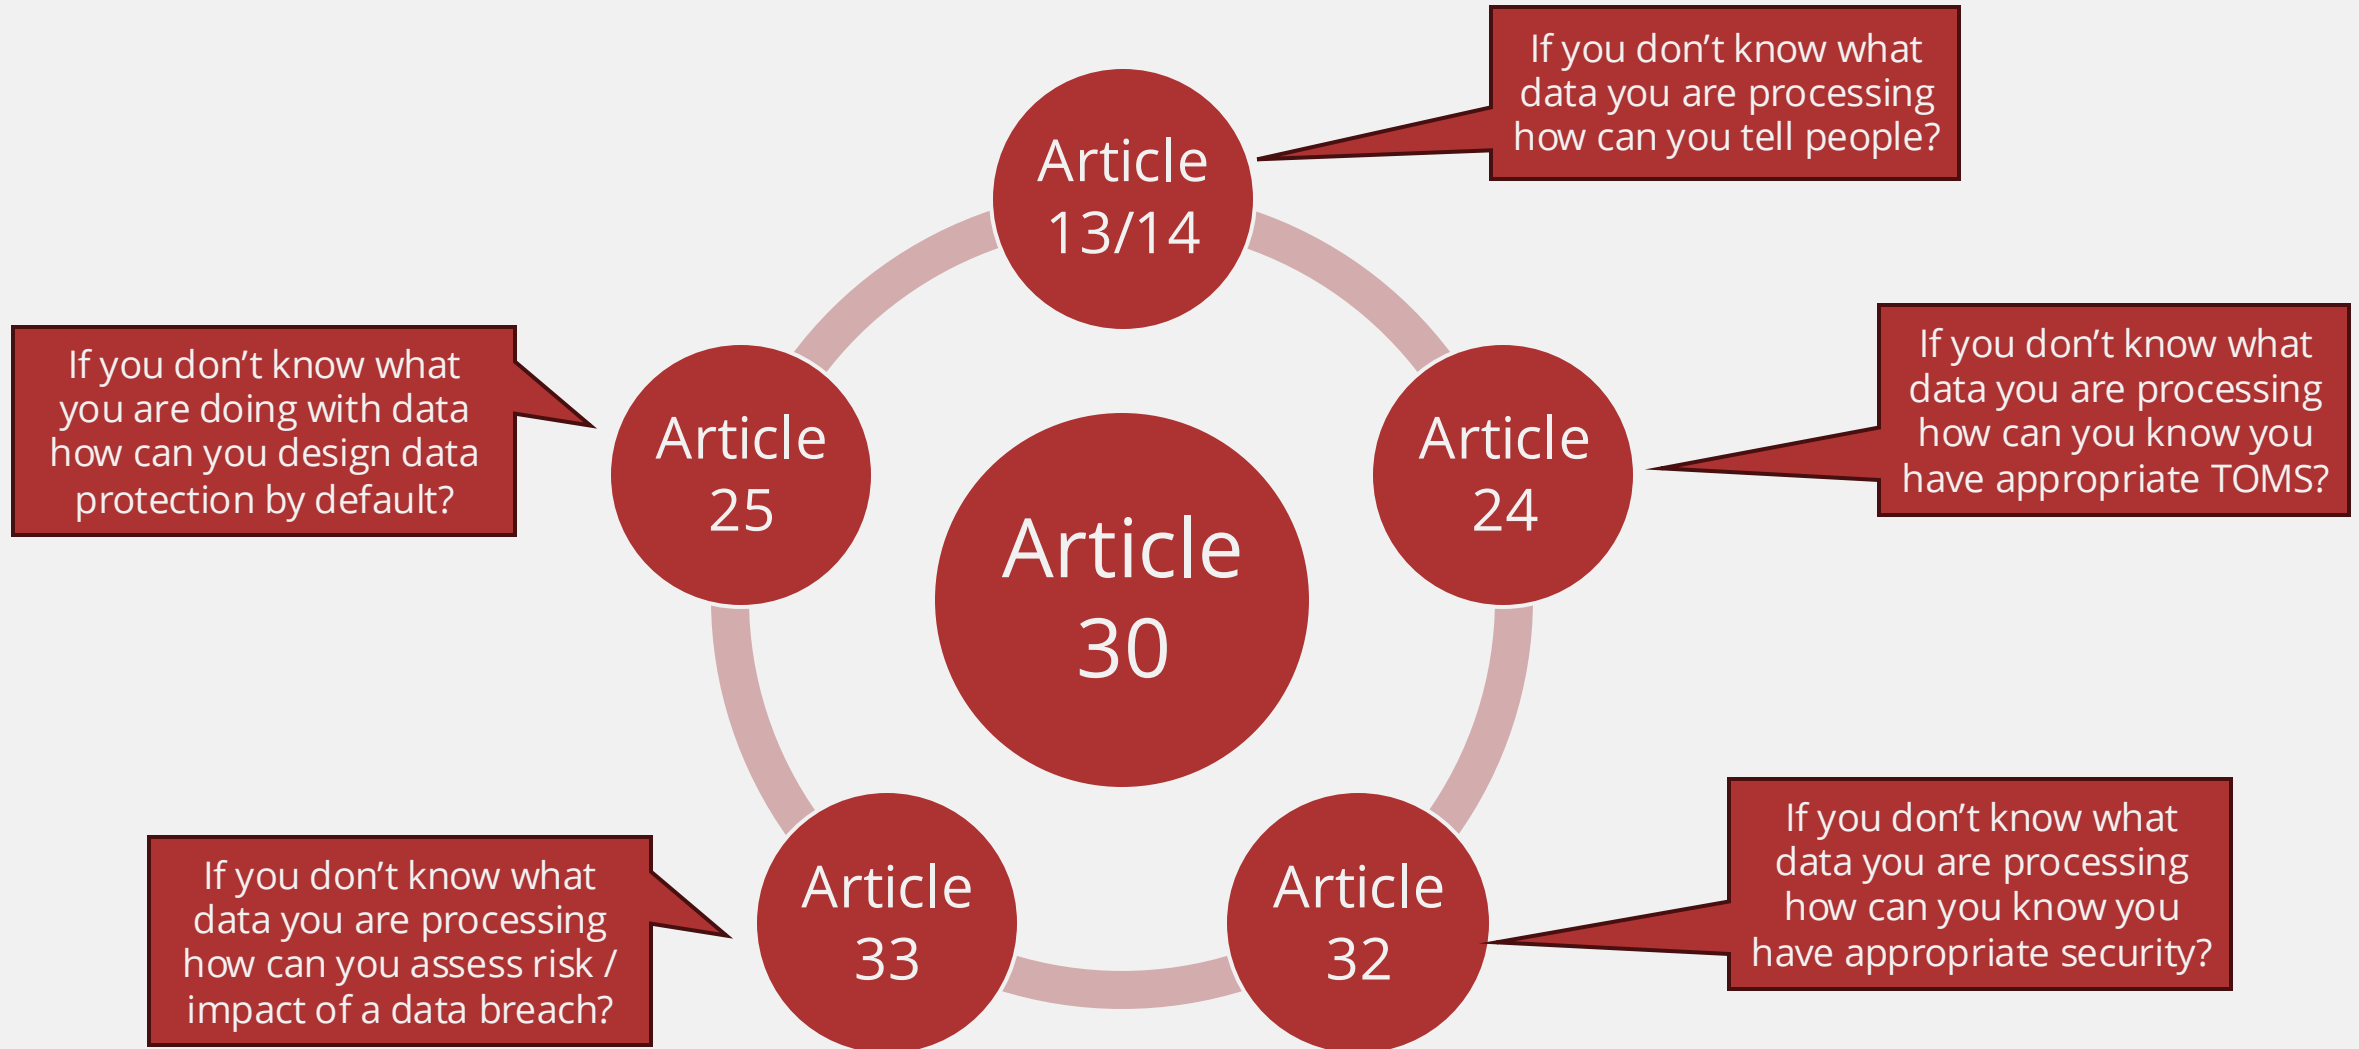 If you don’t know what
data you are processing
how can you tell people?
Article
13/14
If you don’t know what
you are doing with data
how can you design data
protection by default?
Article
25
Article
24
If you don’t know what
data you are processing
how can you know you
have appropriate TOMS?
Article
30
If you don’t know what
data you are processing
how can you assess risk /
impact of a data breach?
Article
33
Article
32
If you don’t know what
data you are processing
how can you know you
have appropriate security?